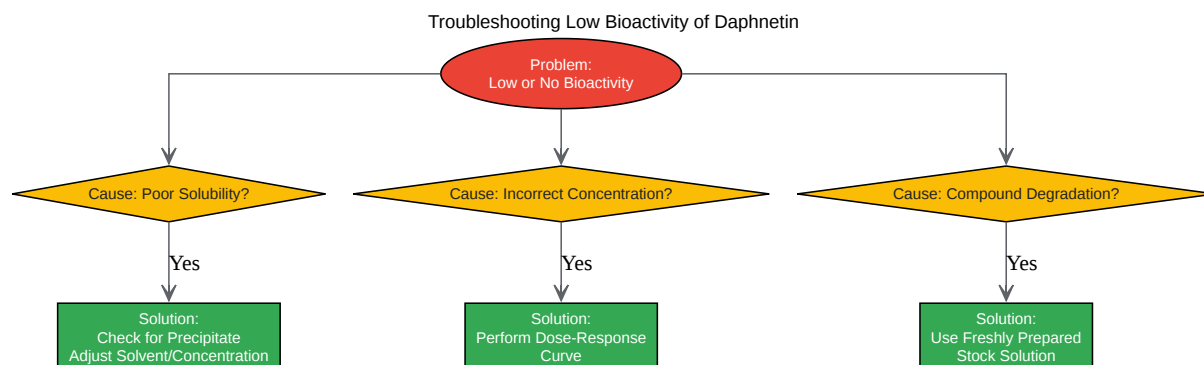 Troubleshooting Low Bioactivity of Daphnetin
Problem:
Low or No Bioactivity
Cause: Poor Solubility?
Cause: Incorrect Concentration?
Cause: Compound Degradation?
Yes
Yes
Yes
Solution:
Check for Precipitate
Adjust Solvent/Concentration
Solution:
Perform Dose-Response
Curve
Solution:
Use Freshly Prepared
Stock Solution